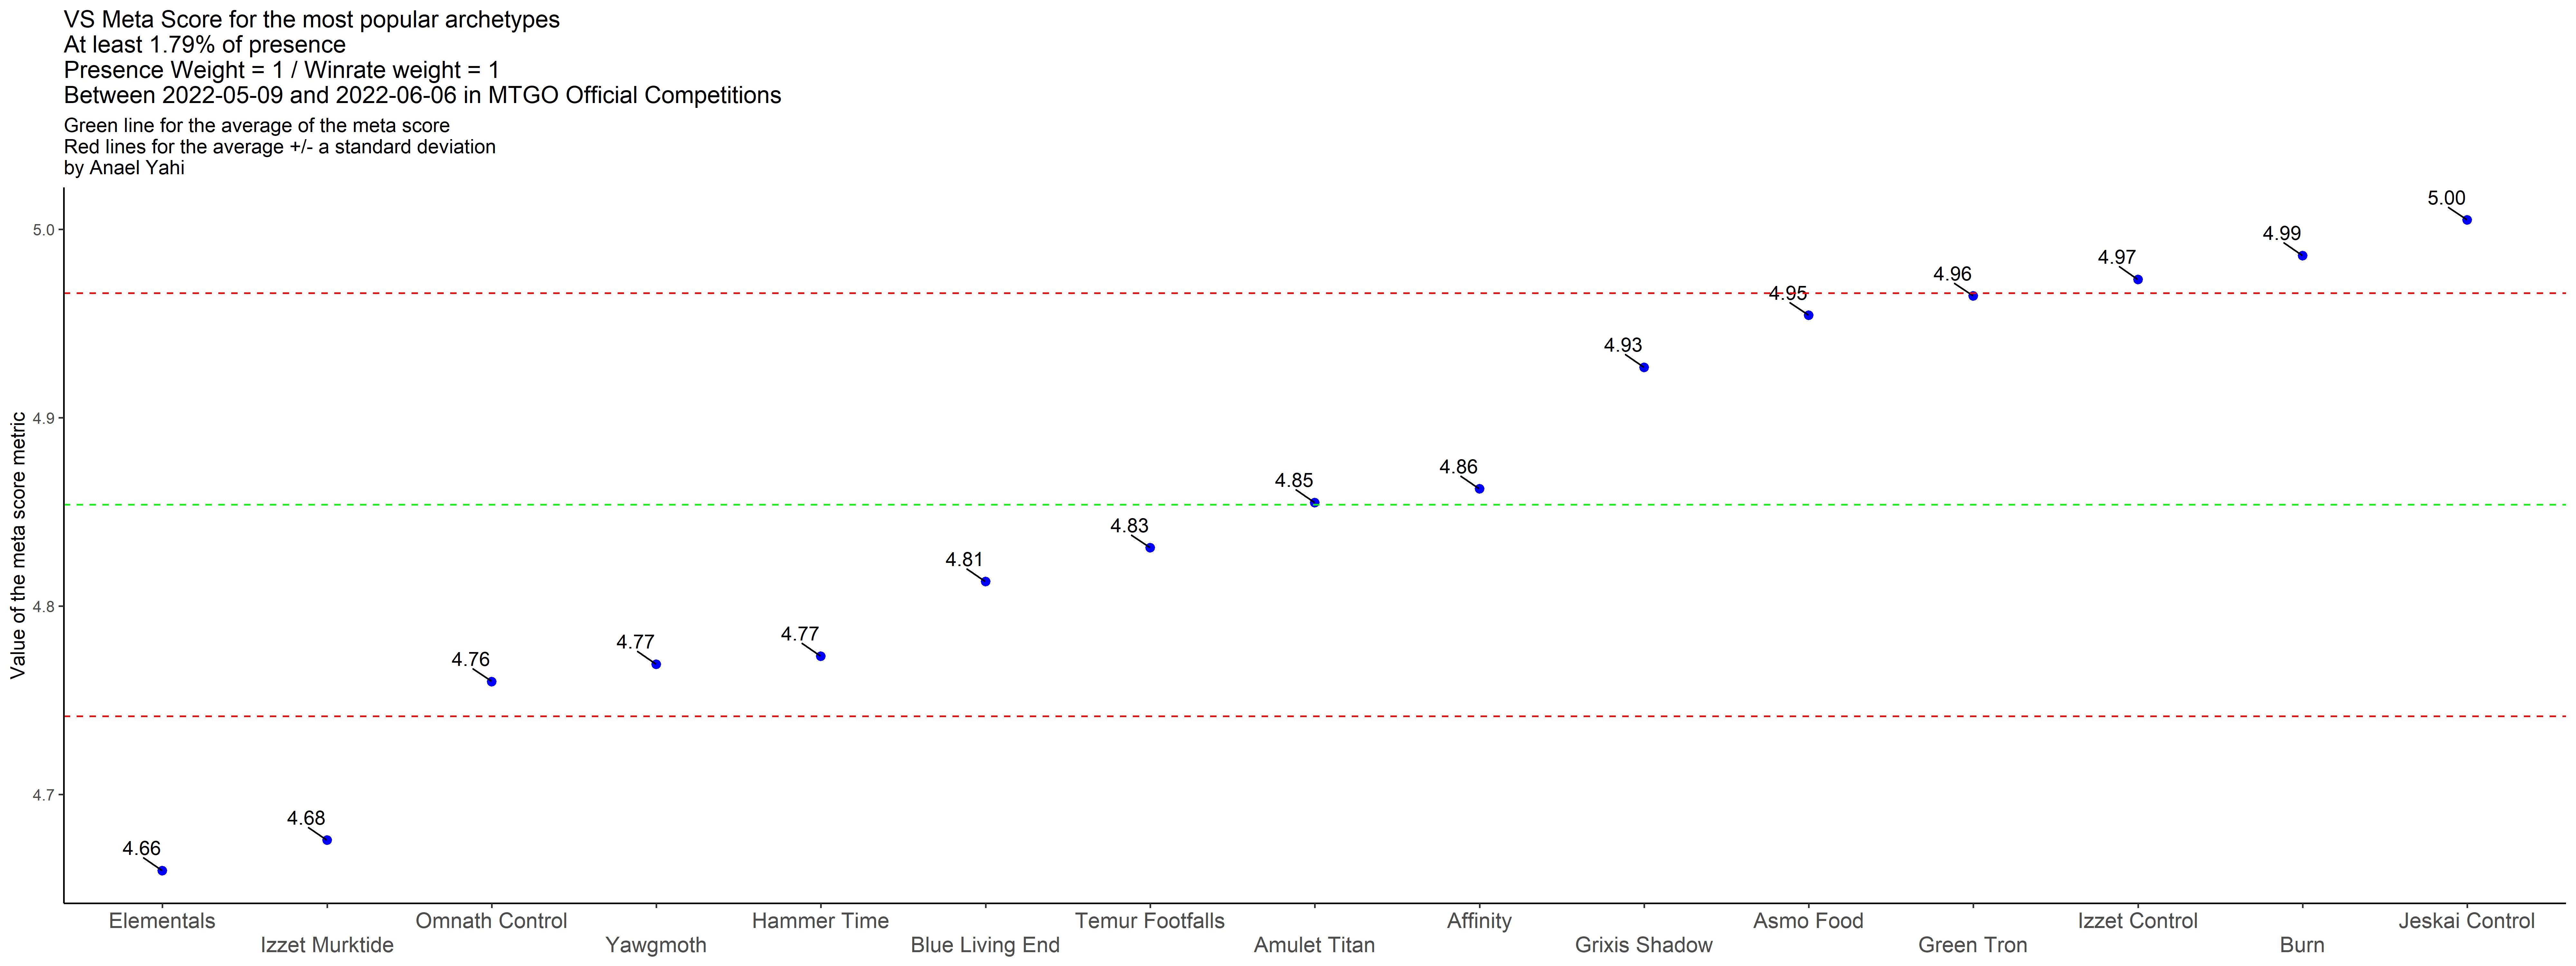 VS Meta Score for the most popular archetypes
At least 1.79% of presence
Presence Weight = 1 / Winrate weight = 1
Between 2022-05-09 and 2022-06-06 in MTGO Official Competitions
Green line for the average of the meta score
Red lines for the average +/- a standard deviation
by Anael Yahi
Value of the meta score metric
5.0
4.9
4.8
4.7
4.66
4.68
4.76
4.77
4.77
4.81
4.83
4.85
4.86
4.93
4.95
4.96
4.97
4.99
5.00
Elementals
Izzet Murktide
Omnath Control
Yawgmoth
Hammer Time
Blue Living End
Temur Footfalls
Amulet Titan
Affinity
Grixis Shadow
Asmo Food
Green Tron
Izzet Control
Burn
Jeskai Control